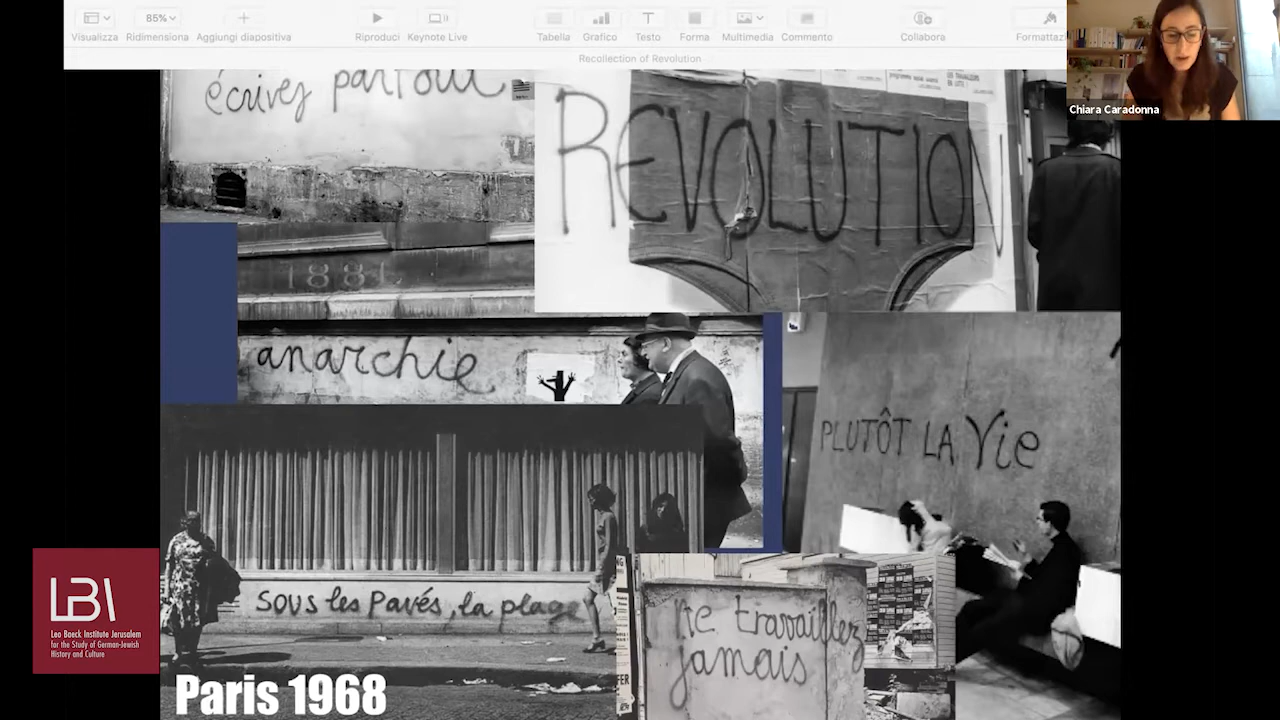 Visualizza
85%
Ridimensiona
Aggiungi diapositiva
Riproduci
Keynote Live
Tabella
Grafico
Testo
Forma
Multimedia
Commento
Collabora
Formattaz
Recollection of Revolution
Chiara Caradonna
écrivez partout
REVOLUTION
1881
anarchie
PLUTÔT LA Vie
sous les Pavés, la plage
Ne travaillez
jamais
LBI
Leo Baeck Institute Jerusalem
for the Study of German-Jewish
History and Culture
Paris 1968